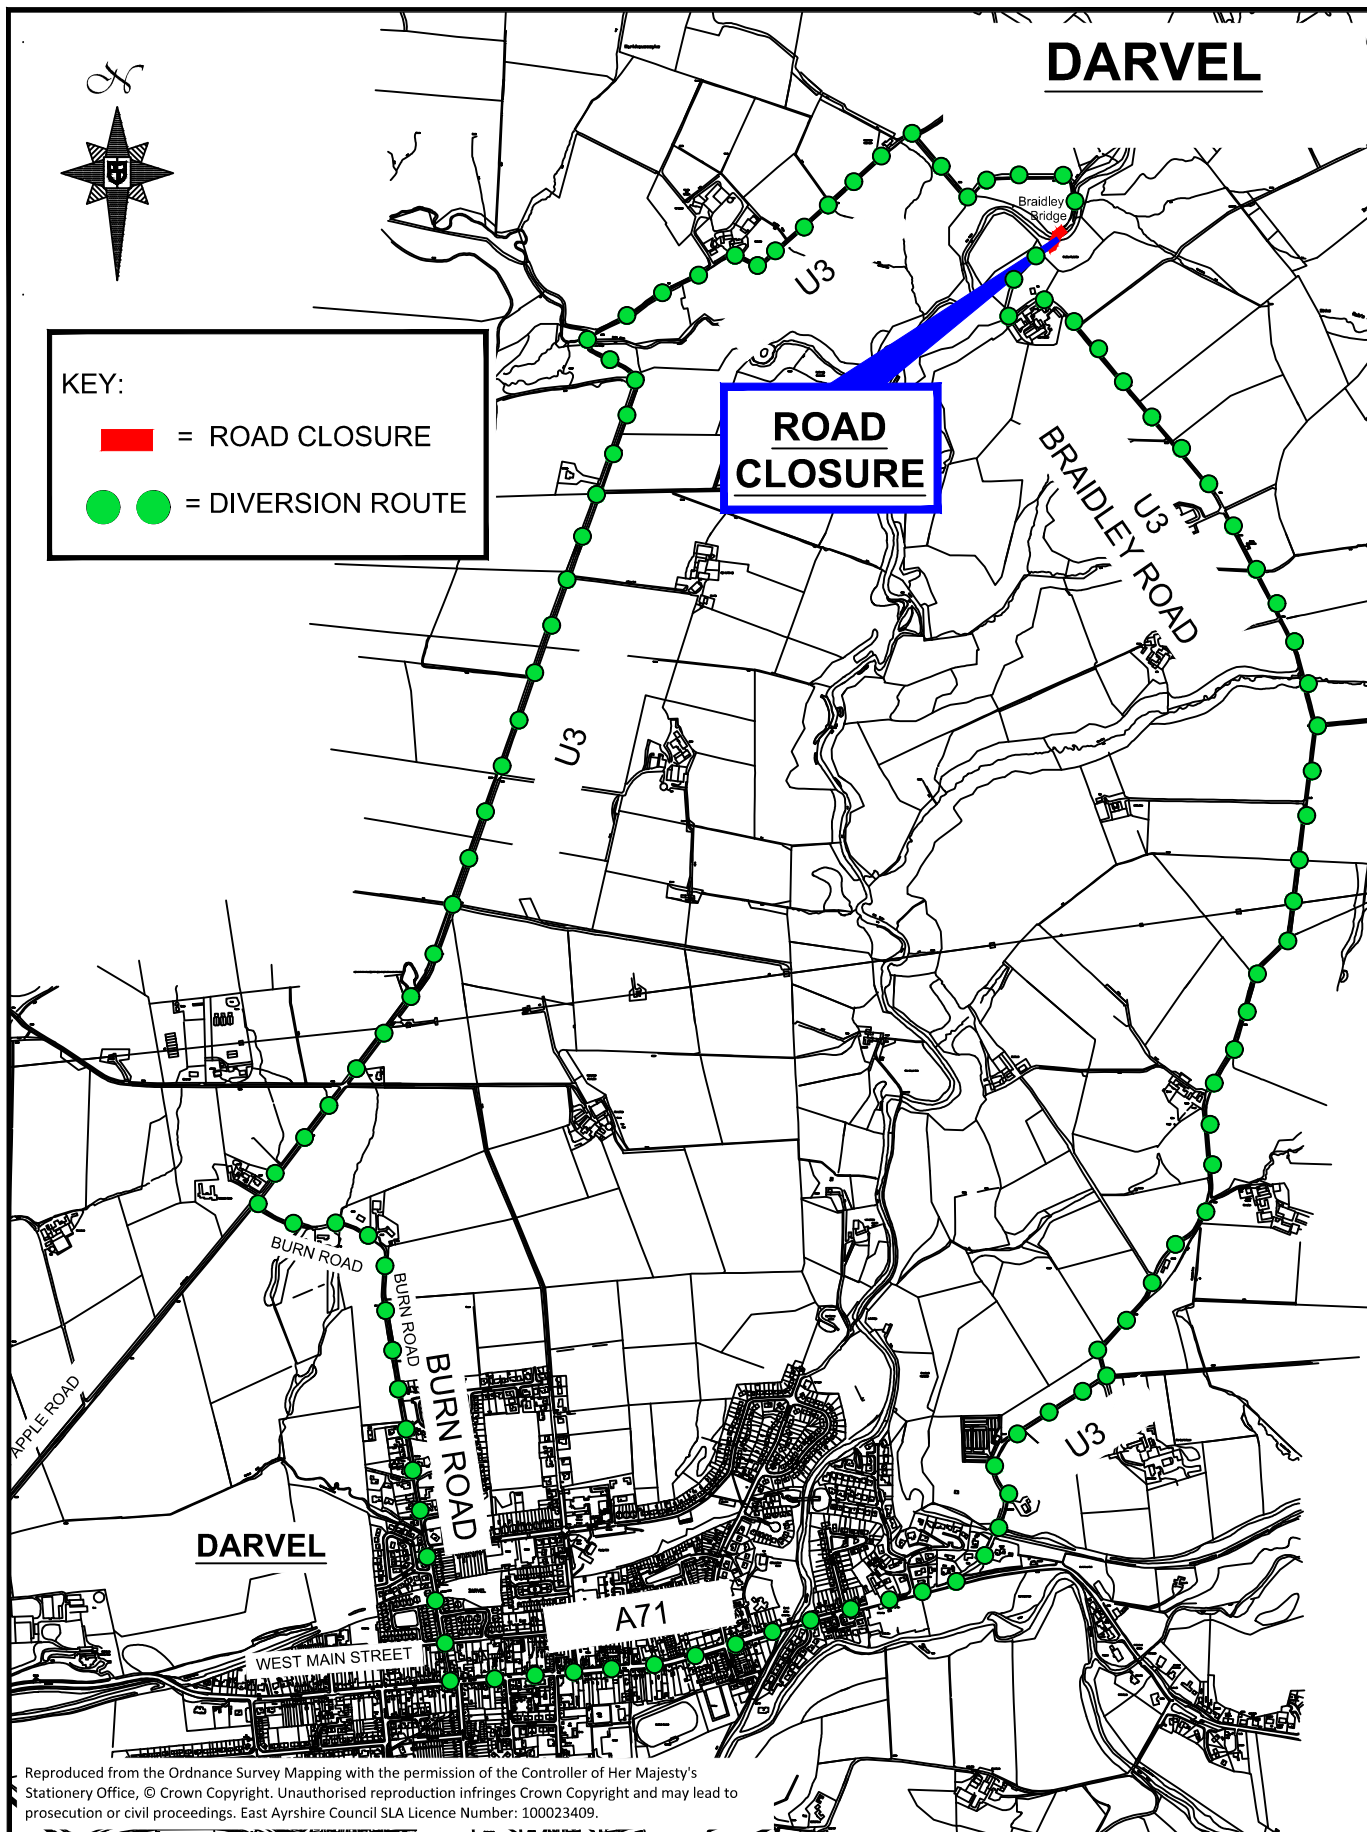 DARVEL
N
Braidley
Bridge
U3
KEY:
= ROAD CLOSURE
= DIVERSION ROUTE
ROAD
CLOSURE
U3
BRAIDLEY ROAD
U3
BURN ROAD
BURN ROAD
BURN ROAD
APPLE ROAD
U3
DARVEL
A71
WEST MAIN STREET
Reproduced from the Ordnance Survey Mapping with the permission of the Controller of Her Majesty's
Stationery Office, © Crown Copyright. Unauthorised reproduction infringes Crown Copyright and may lead to
prosecution or civil proceedings. East Ayrshire Council SLA Licence Number: 100023409.